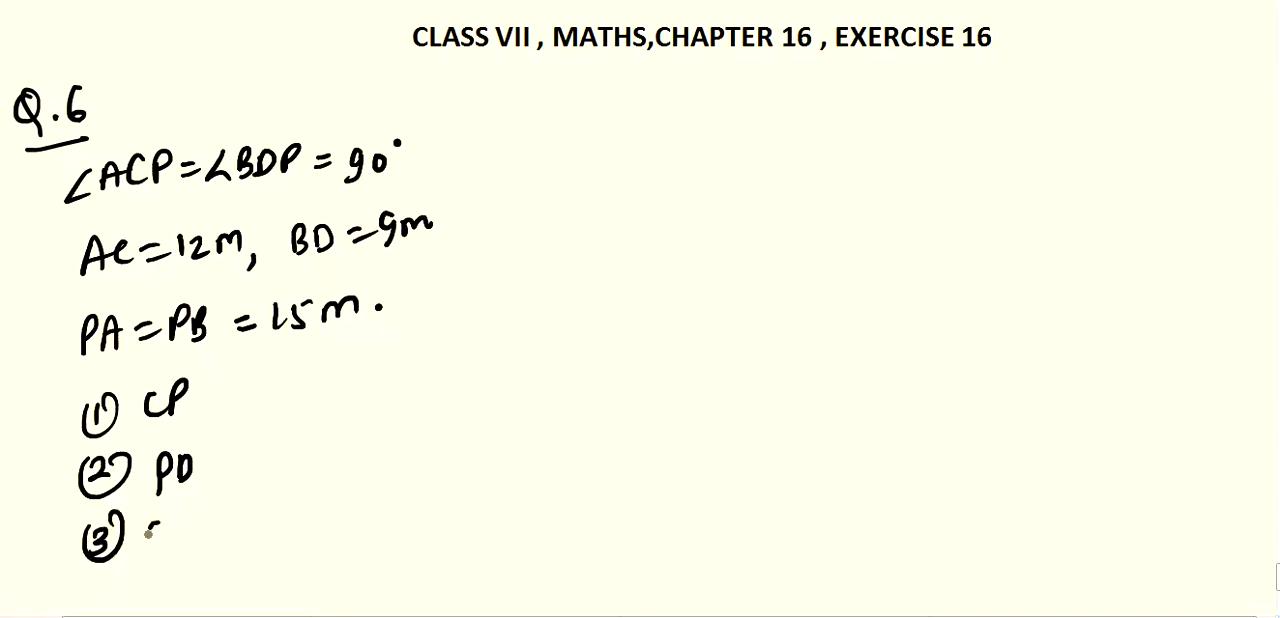 CLASS VII , MATHS,CHAPTER 16 , EXERCISE 16
Q.6
∠ACP=∠BDP = 90°
AC=12m, BD=9m
PA=PB = 15m.
(1) CP
(2) PD
(3)